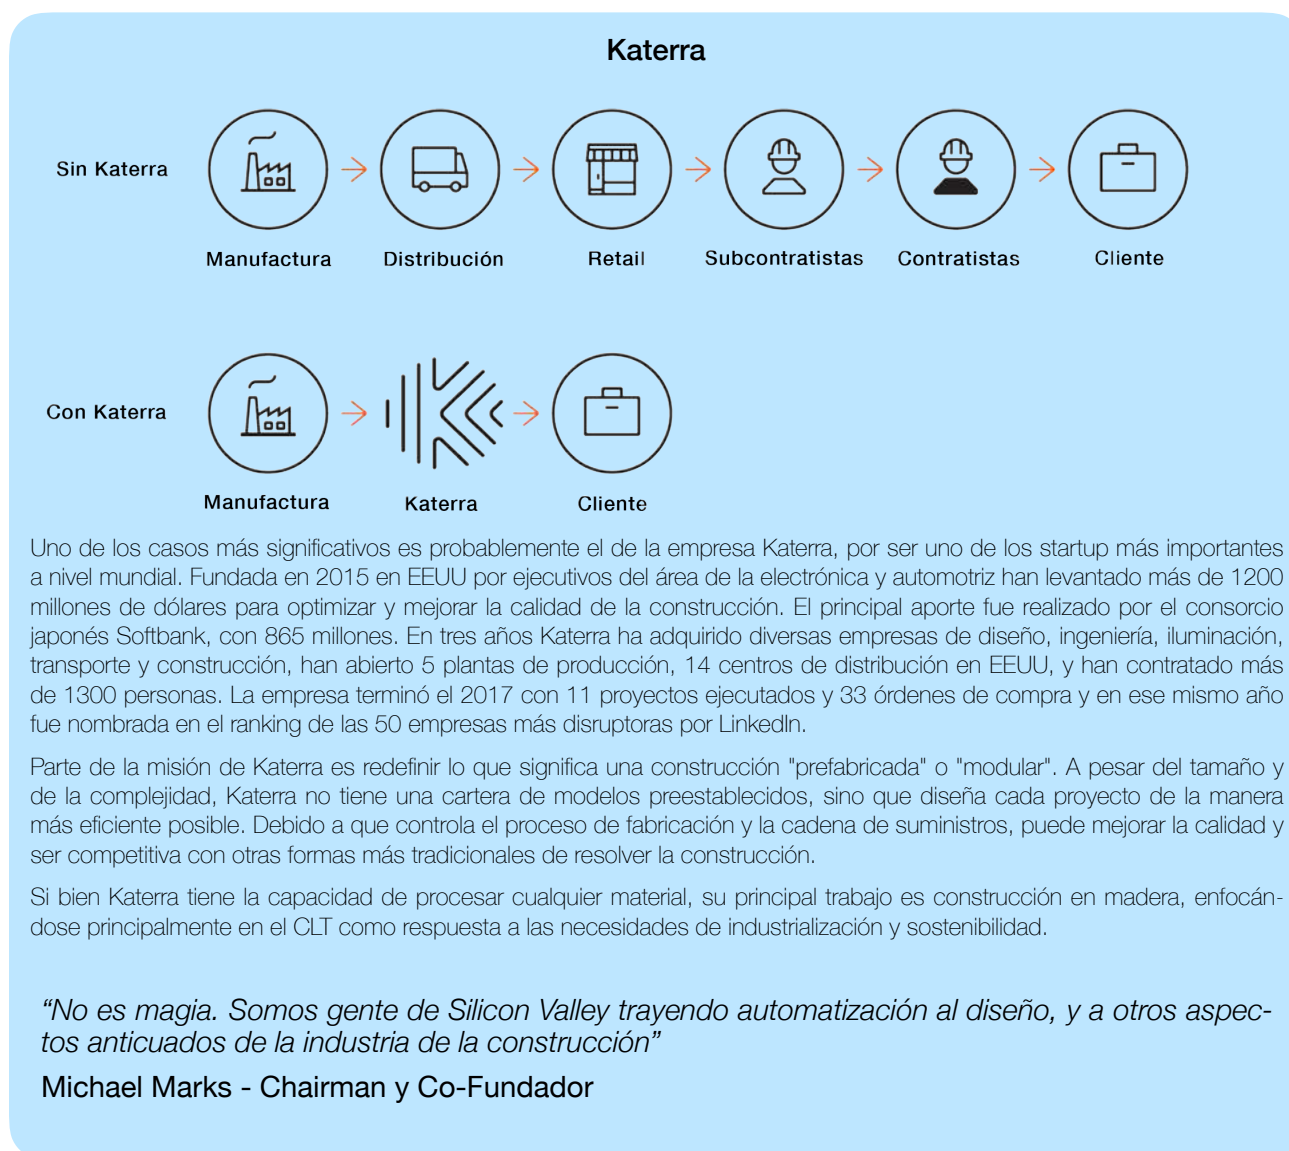 Katerra
Sin Katerra
Manufactura
Distribución
Retail
Subcontratistas
Contratistas
Cliente
Con Katerra
Manufactura
Katerra
Cliente
Uno de los casos más significativos es probablemente el de la empresa Katerra, por ser uno de los startup más importantes
a nivel mundial. Fundada en 2015 en EEUU por ejecutivos del área de la electrónica y automotriz han levantado más de 1200
millones de dólares para optimizar y mejorar la calidad de la construcción. El principal aporte fue realizado por el consorcio
japonés Softbank, con 865 millones. En tres años Katerra ha adquirido diversas empresas de diseño, ingeniería, iluminación,
transporte y construcción, han abierto 5 plantas de producción, 14 centros de distribución en EEUU, y han contratado más
de 1300 personas. La empresa terminó el 2017 con 11 proyectos ejecutados y 33 órdenes de compra y en ese mismo año
fue nombrada en el ranking de las 50 empresas más disruptoras por LinkedIn.
Parte de la misión de Katerra es redefinir lo que significa una construcción "prefabricada" o "modular". A pesar del tamaño y
de la complejidad, Katerra no tiene una cartera de modelos preestablecidos, sino que diseña cada proyecto de la manera
más eficiente posible. Debido a que controla el proceso de fabricación y la cadena de suministros, puede mejorar la calidad y
ser competitiva con otras formas más tradicionales de resolver la construcción.
Si bien Katerra tiene la capacidad de procesar cualquier material, su principal trabajo es construcción en madera, enfocán-
dose principalmente en el CLT como respuesta a las necesidades de industrialización y sostenibilidad.
“No es magia. Somos gente de Silicon Valley trayendo automatización al diseño, y a otros aspec-
tos anticuados de la industria de la construcción”
Michael Marks - Chairman y Co-Fundador